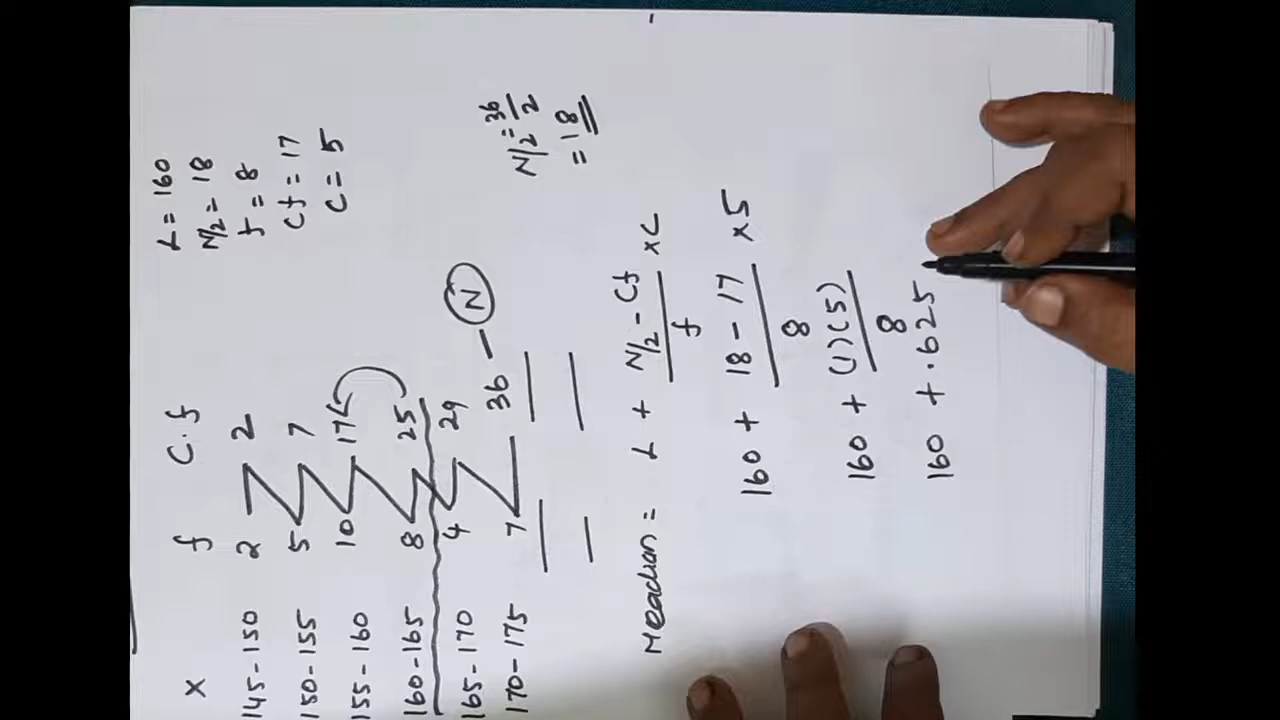 X f C.f
145-150 2 2
150-155 5 7
155-160 10 17
160-165 8 25
165-170 4 29
170-175 7 36 - N
L = 160
N/2 = 18
f = 8
Cf = 17
C = 5
N/2 = 36/2
= 18
Meadian = L + N/2 - Cf / f × C
160 + 18 - 17 / 8 × 5
160 + (1)(5) / 8
160 + .625